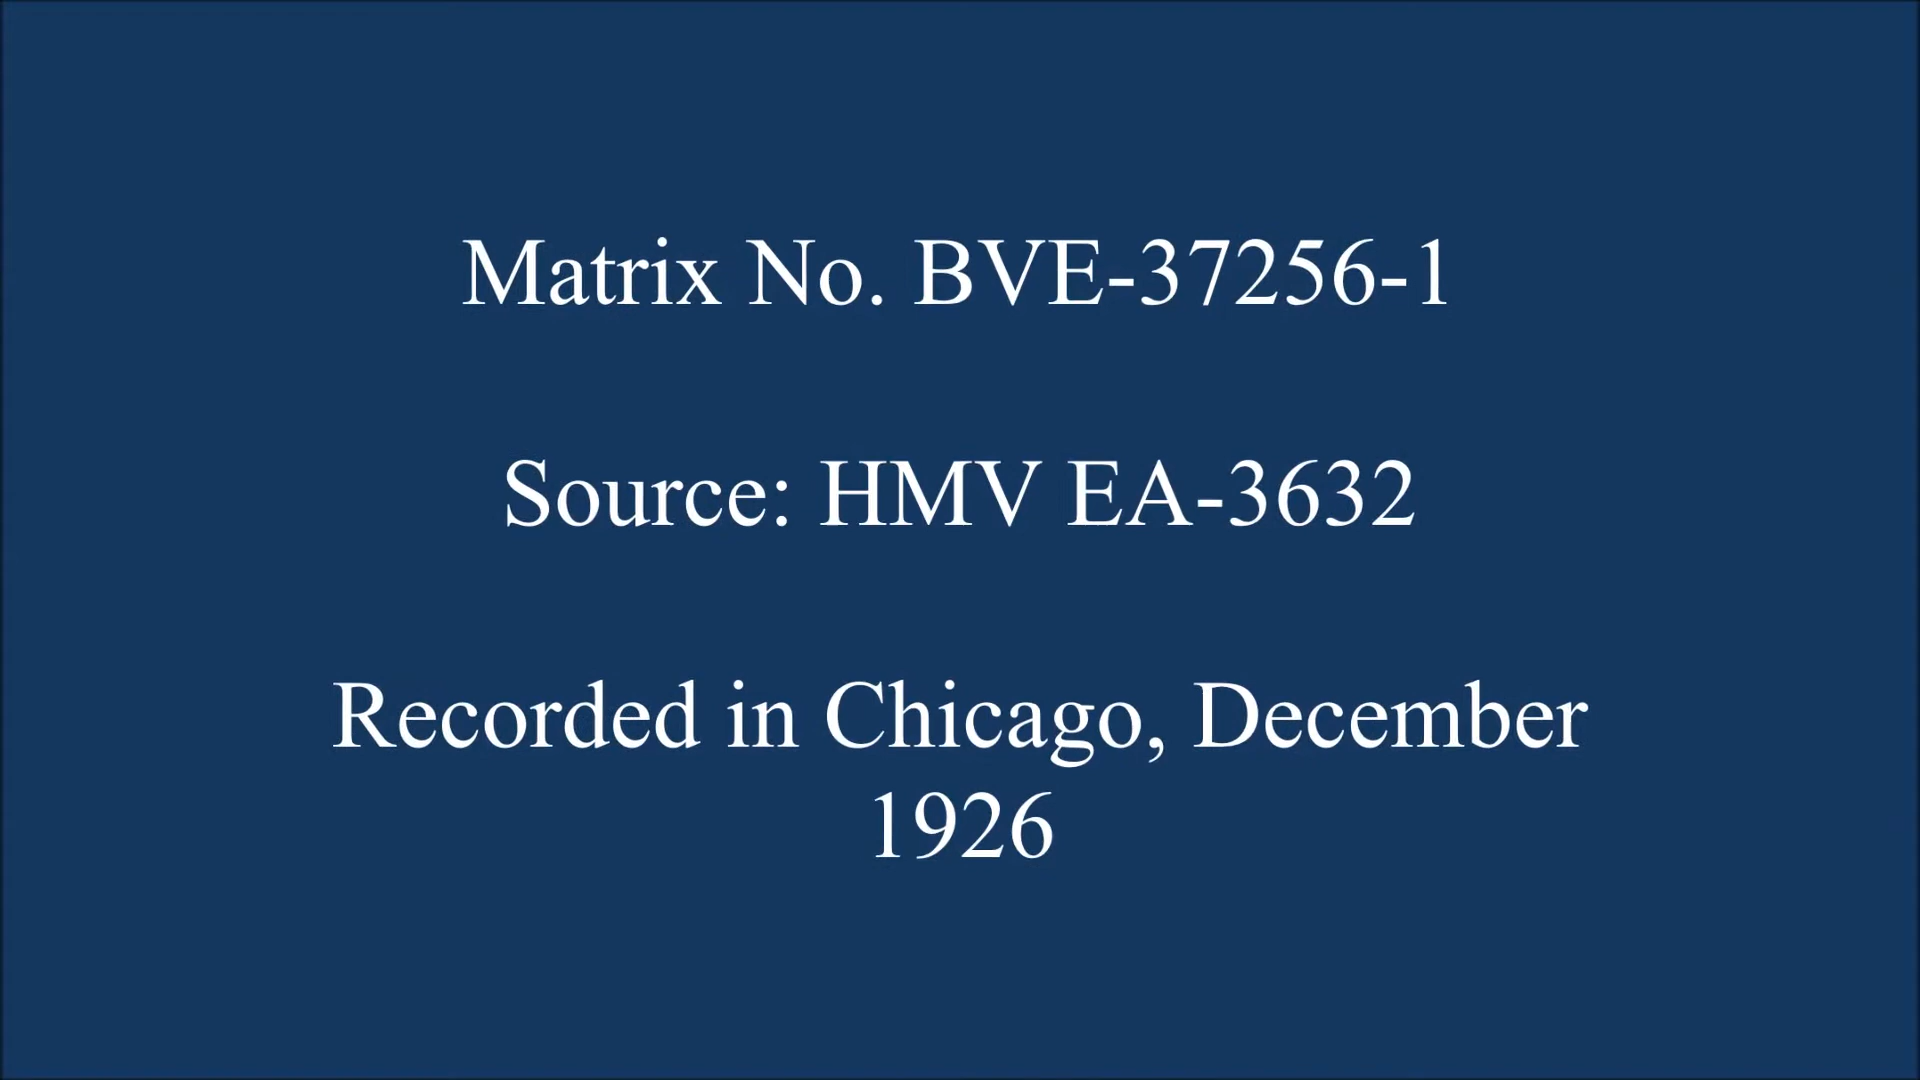 Matrix No. BVE-37256-1
Source: HMV EA-3632
Recorded in Chicago, December
1926